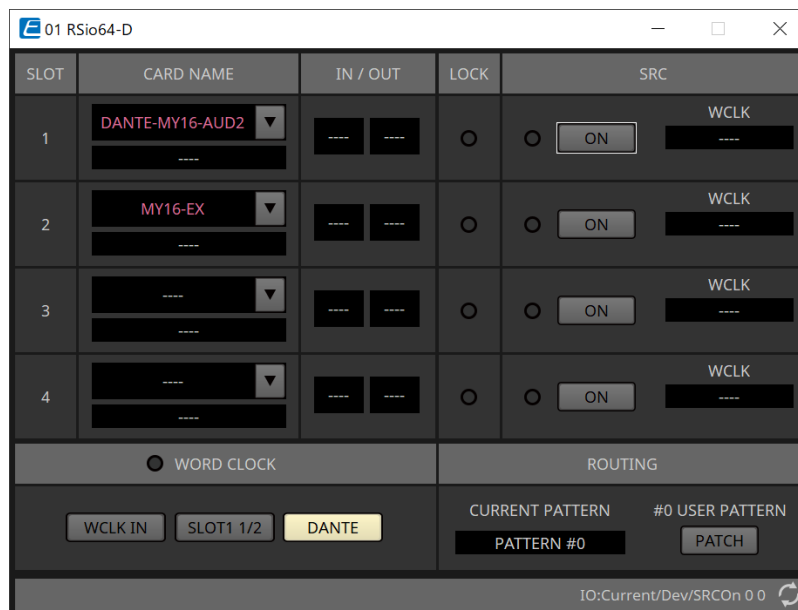 01 RSio64-D
SLOT CARD NAME IN / OUT LOCK SRC
1 DANTE-MY16-AUD2 ▼ ---- ---- ON WCLK
---- ----
2 MY16-EX ▼ ---- ---- ON WCLK
---- ----
3 ---- ▼ ---- ---- ON WCLK
---- ----
4 ---- ▼ ---- ---- ON WCLK
---- ----
WORD CLOCK ROUTING
CURRENT PATTERN #0 USER PATTERN
WCLK IN SLOT1 1/2 DANTE PATTERN #0 PATCH
IO:Current/Dev/SRCOn 0 0